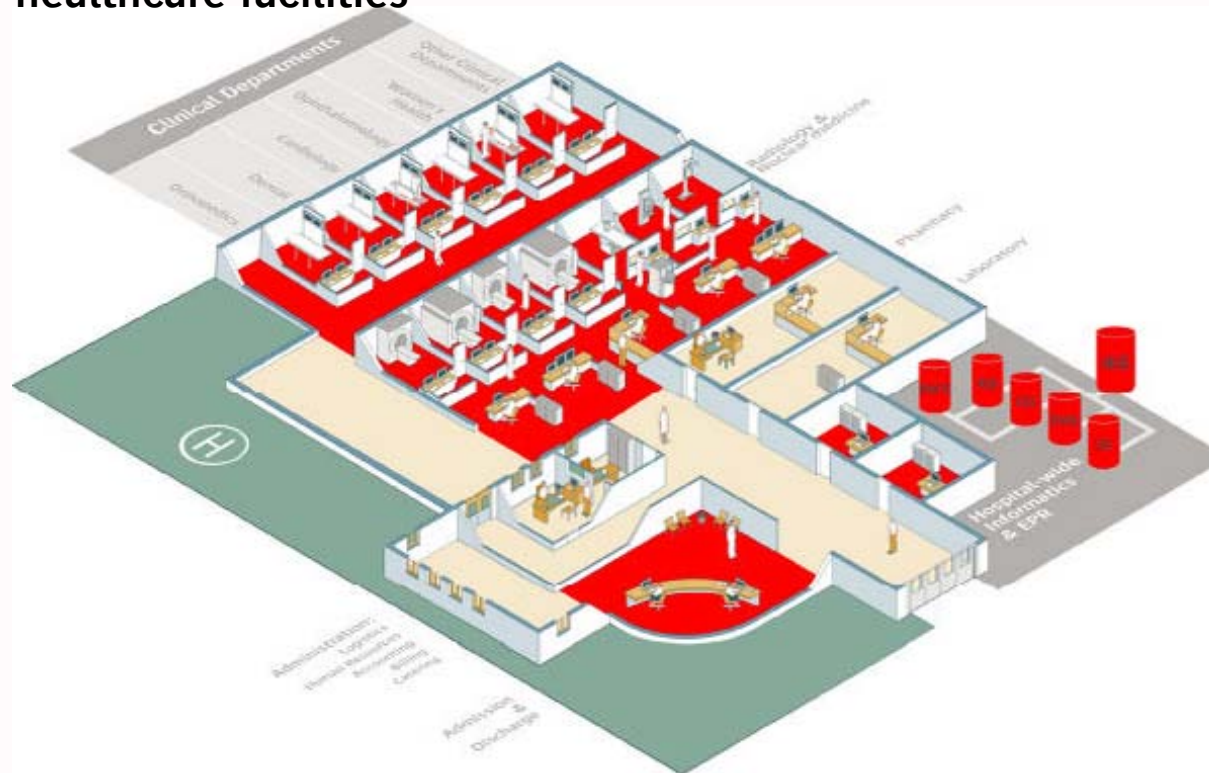 healthcare facilities
Clinical Departments
Other Clinical
Departments
Women's
Health
Cardiology
Dental
Orthopedics
Radiology &
Nuclear medicine
Pharmacy
Laboratory
Hospital-wide
Informatics
& EPR
Administration:
Logistics
Human Resources
Accounting
Billing
Catering
Admission
&
Discharge
H